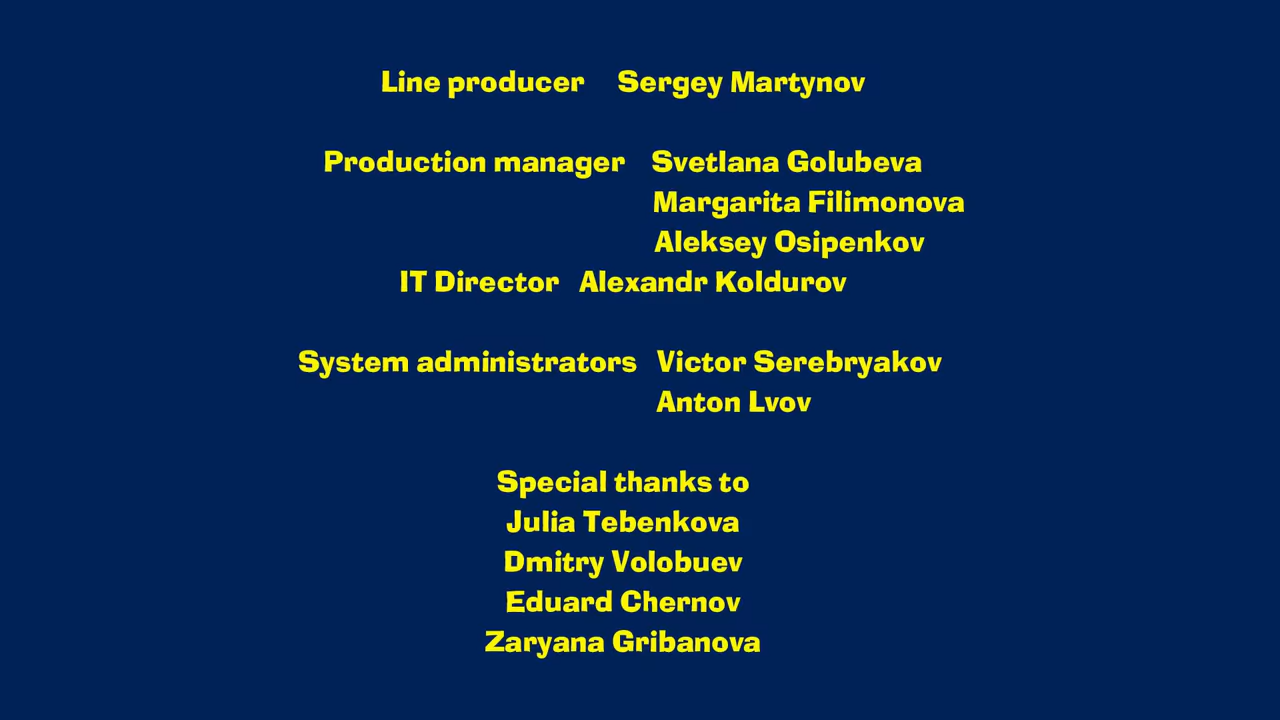 Line producer Sergey Martynov
Production manager Svetlana Golubeva
Margarita Filimonova
Aleksey Osipenkov
IT Director Alexandr Koldurov
System administrators Victor Serebryakov
Anton Lvov
Special thanks to
Julia Tebenkova
Dmitry Volobuev
Eduard Chernov
Zaryana Gribanova